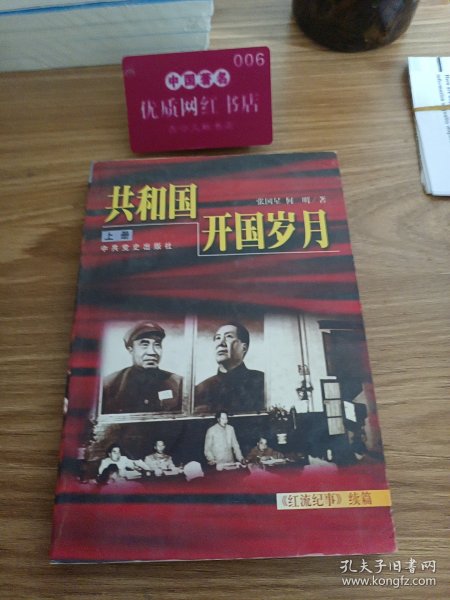 006
中国著名
优质网红书店
张国星 何 明/著
共和国
开国岁月
上册
中共党史出版社
《红流纪事》续篇
孔夫子旧书网
www.kongfz.com